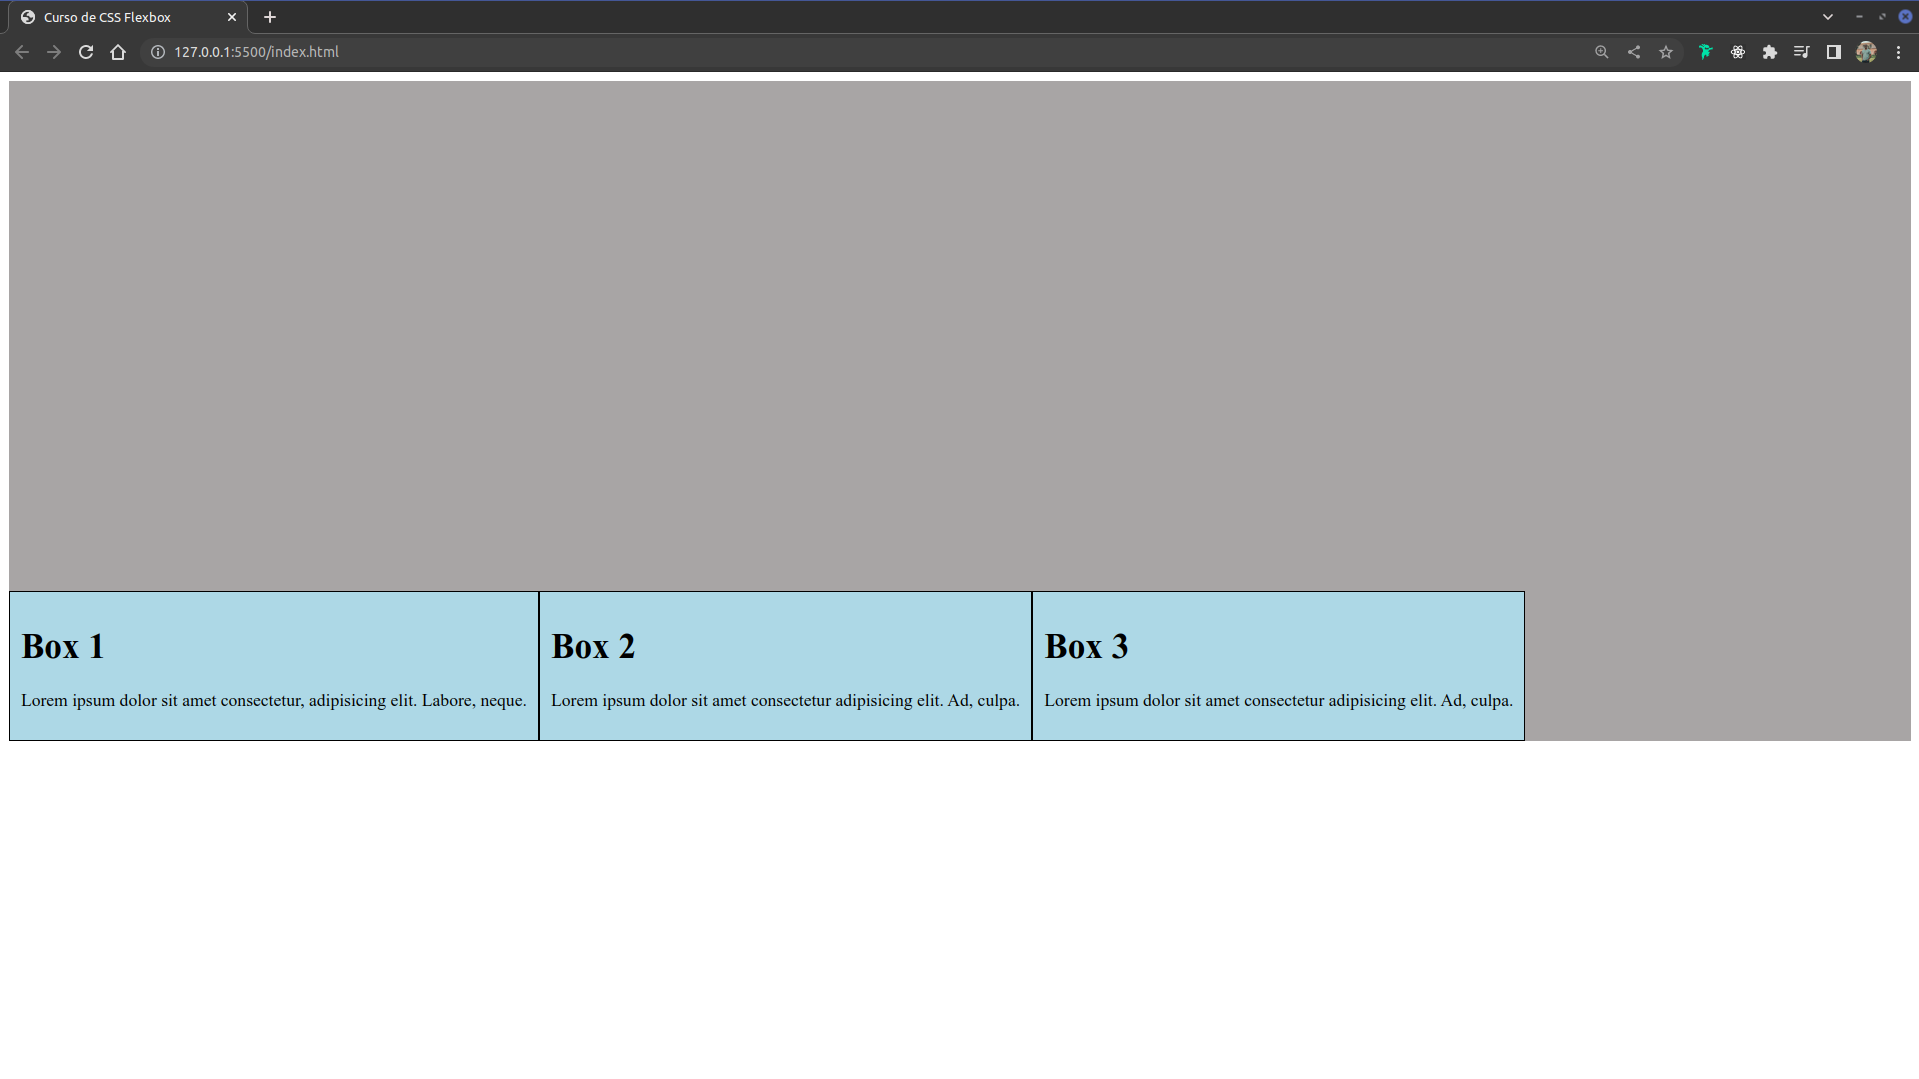 Curso de CSS Flexbox
127.0.0.1:5500/index.html
Box 1
Lorem ipsum dolor sit amet consectetur, adipisicing elit. Labore, neque.
Box 2
Lorem ipsum dolor sit amet consectetur adipisicing elit. Ad, culpa.
Box 3
Lorem ipsum dolor sit amet consectetur adipisicing elit. Ad, culpa.